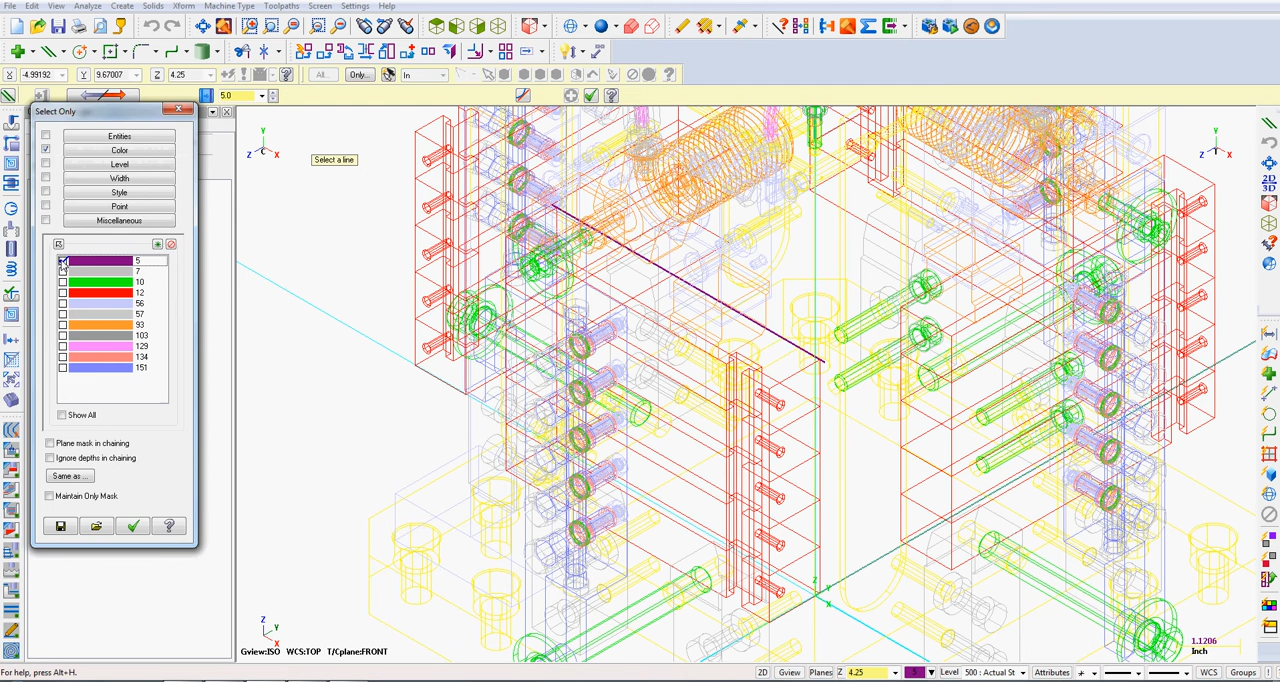 File Edit View Analyze Create Solids Xform Machine Type Toolpaths Screen Settings Help
X -4.99192 Y 9.67007 Z 4.25 All... Only... In
5.0
Select Only
Entities
Color
Level
Width
Style
Point
Miscellaneous
5
7
10
12
56
57
93
103
129
134
151
Show All
Plane mask in chaining
Ignore depths in chaining
Same as ...
Maintain Only Mask
Select a line
Y
Z C X
Y
Z T X
2D
3D
Z
Y
X
Z
Y
X
Gview:ISO WCS:TOP T/Cplane:FRONT
1.1206
Inch
For help, press Alt+H.
2D Gview Planes Z 4.25 5 Level 500 : Actual St Attributes WCS Groups